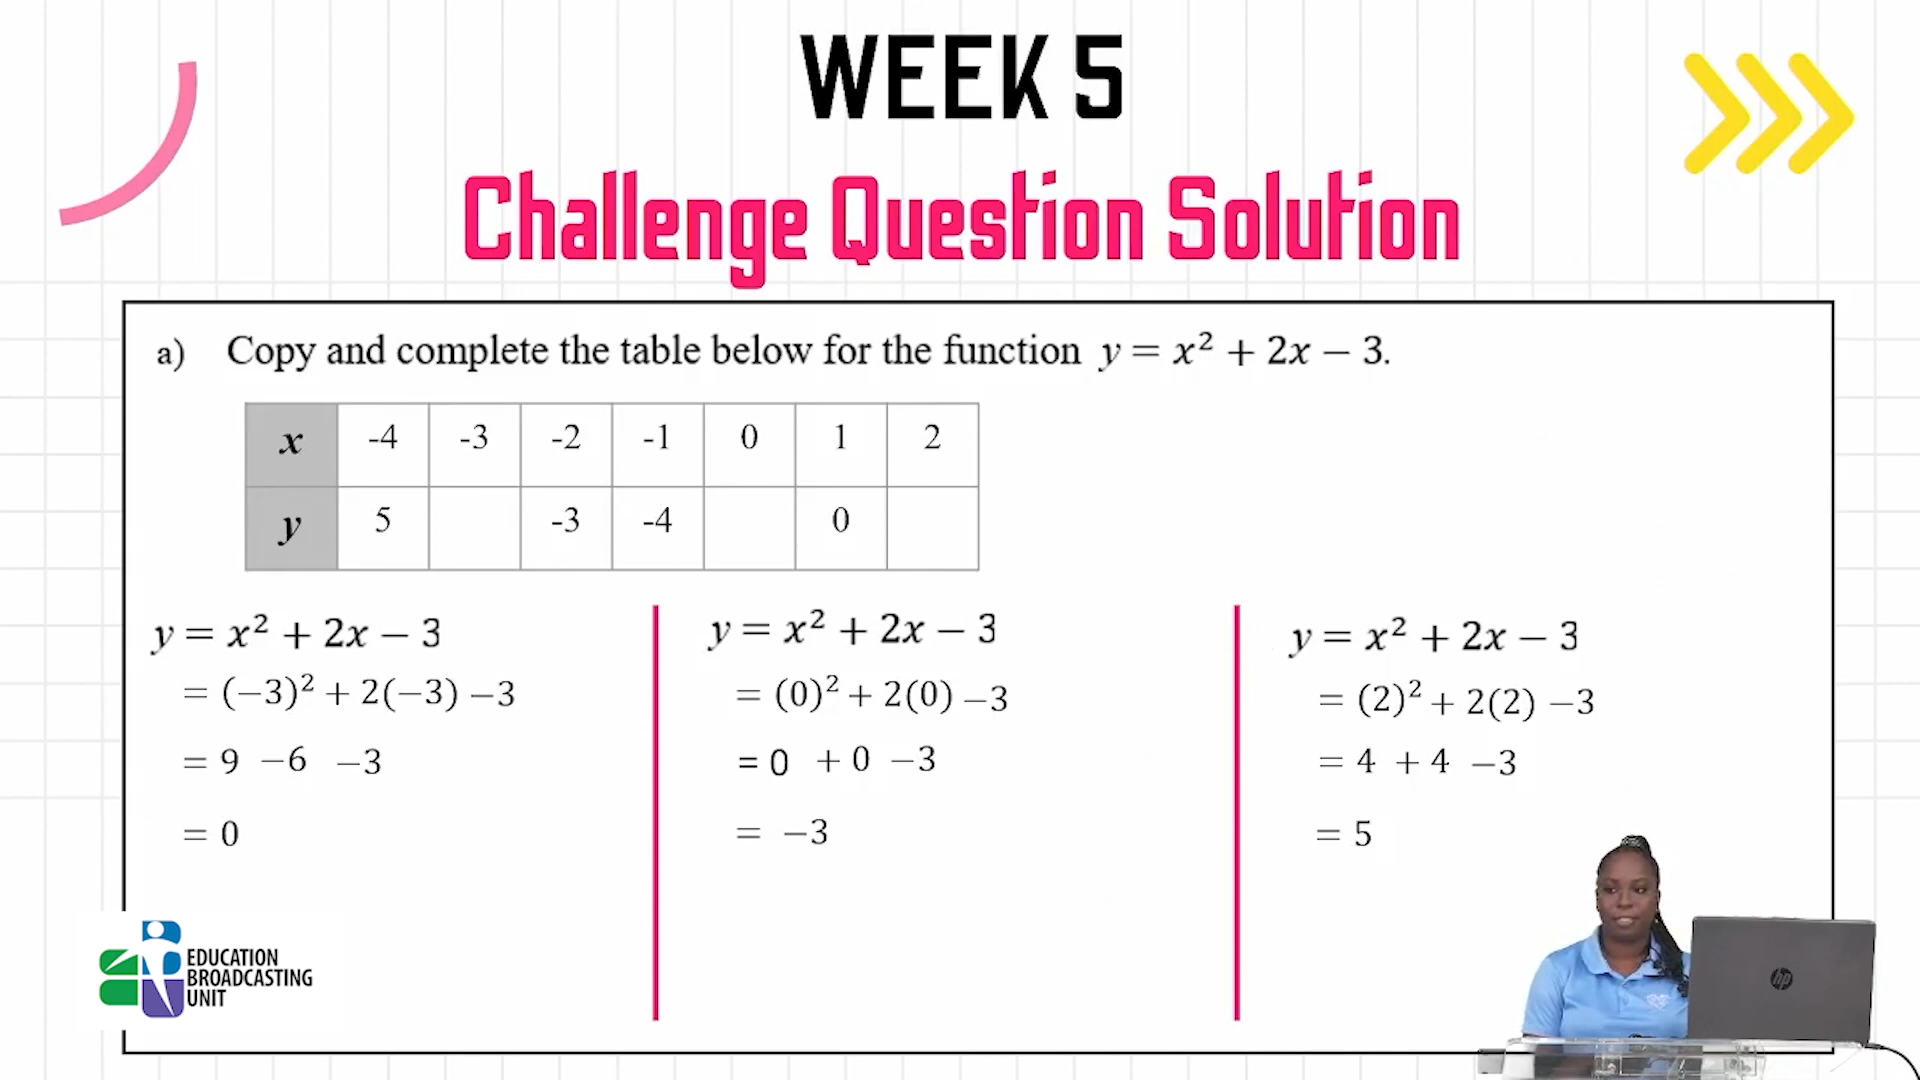 WEEK 5
Challenge Question Solution
a) Copy and complete the table below for the function y = x² + 2x − 3.
x -4 -3 -2 -1 0 1 2
y 5 -3 -4 0
y = x² + 2x − 3
= (−3)² + 2(−3) −3
= 9 −6 −3
= 0
y = x² + 2x − 3
= (0)² + 2(0) −3
= 0 +0 −3
= −3
y = x² + 2x − 3
= (2)² + 2(2) −3
= 4 +4 −3
= 5
EDUCATION
BROADCASTING
UNIT
hp